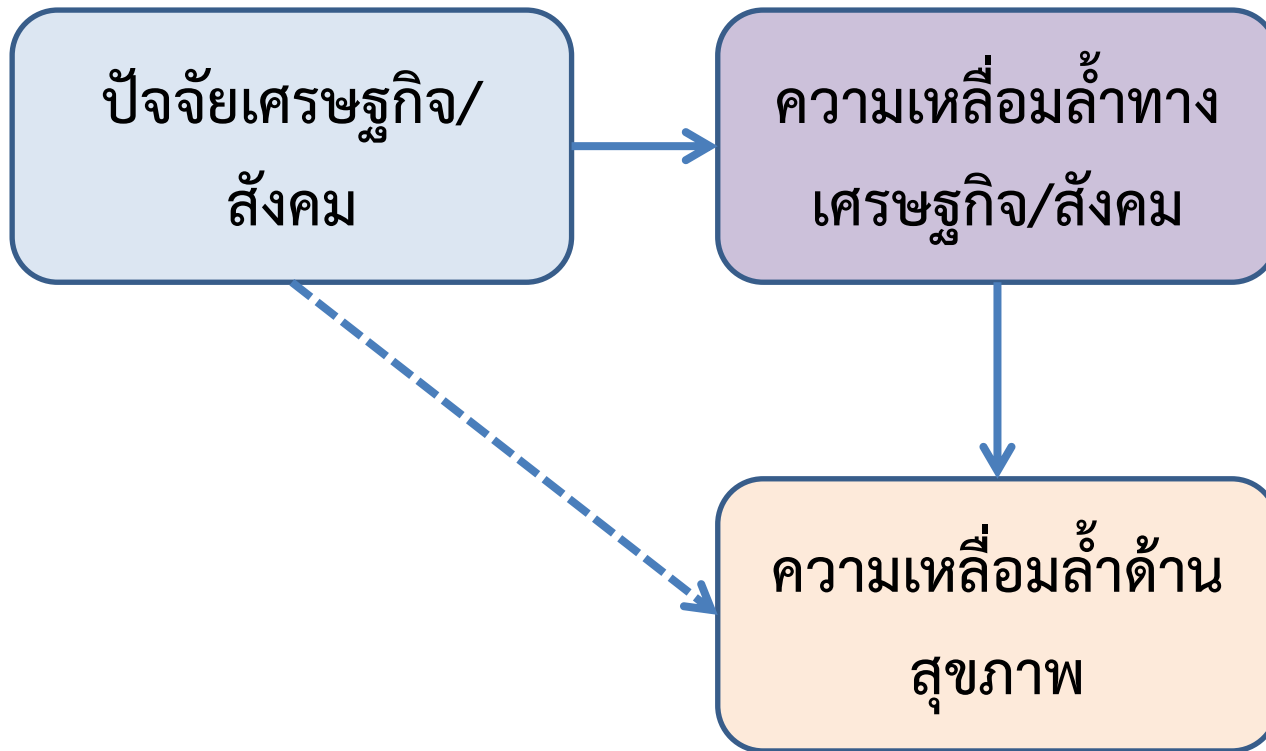 ปัจจัยเศรษฐกิจ/
สังคม
ความเหลื่อมล้ำทาง
เศรษฐกิจ/สังคม
ความเหลื่อมล้ำด้าน
สุขภาพ